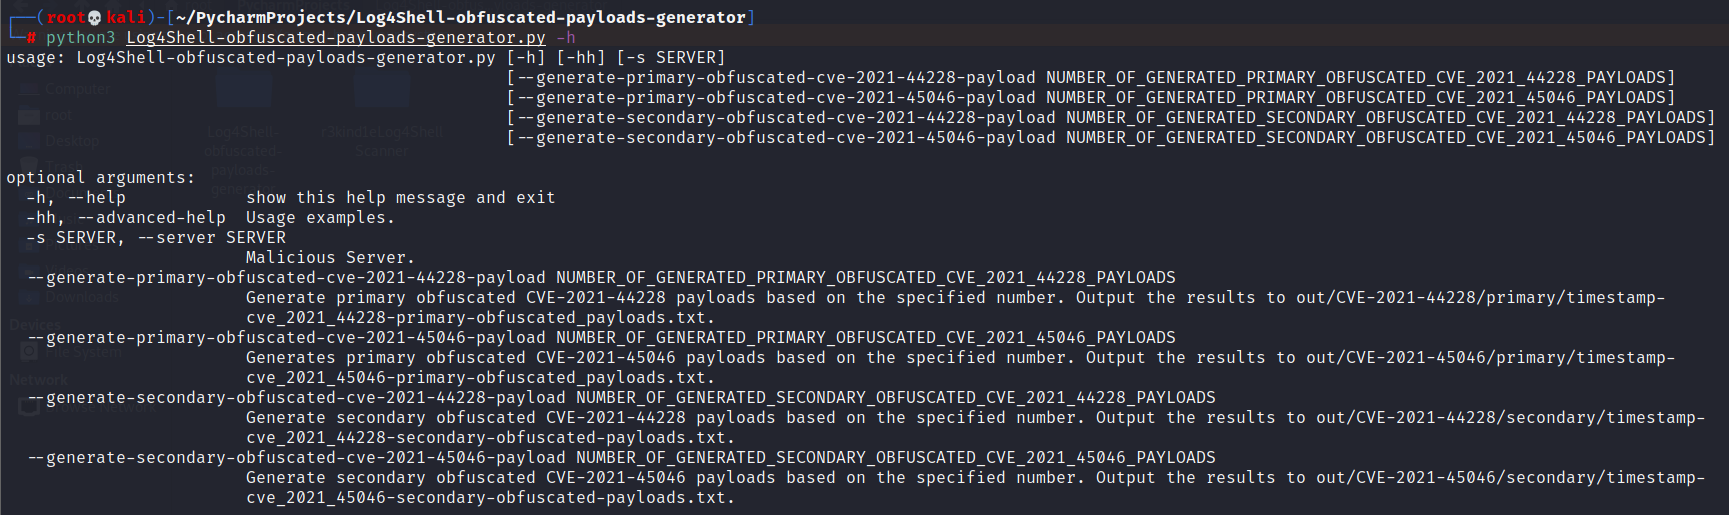 ┌──(root💀kali)-[~/PycharmProjects/Log4Shell-obfuscated-payloads-generator]
└─# python3 Log4Shell-obfuscated-payloads-generator.py -h
usage: Log4Shell-obfuscated-payloads-generator.py [-h] [-hh] [-s SERVER]
[--generate-primary-obfuscated-cve-2021-44228-payload NUMBER_OF_GENERATED_PRIMARY_OBFUSCATED_CVE_2021_44228_PAYLOADS]
[--generate-primary-obfuscated-cve-2021-45046-payload NUMBER_OF_GENERATED_PRIMARY_OBFUSCATED_CVE_2021_45046_PAYLOADS]
[--generate-secondary-obfuscated-cve-2021-44228-payload NUMBER_OF_GENERATED_SECONDARY_OBFUSCATED_CVE_2021_44228_PAYLOADS]
[--generate-secondary-obfuscated-cve-2021-45046-payload NUMBER_OF_GENERATED_SECONDARY_OBFUSCATED_CVE_2021_45046_PAYLOADS]
optional arguments:
-h, --help show this help message and exit
-hh, --advanced-help Usage examples.
-s SERVER, --server SERVER
Malicious Server.
--generate-primary-obfuscated-cve-2021-44228-payload NUMBER_OF_GENERATED_PRIMARY_OBFUSCATED_CVE_2021_44228_PAYLOADS
Generate primary obfuscated CVE-2021-44228 payloads based on the specified number. Output the results to out/CVE-2021-44228/primary/timestamp-
cve_2021_44228-primary-obfuscated_payloads.txt.
--generate-primary-obfuscated-cve-2021-45046-payload NUMBER_OF_GENERATED_PRIMARY_OBFUSCATED_CVE_2021_45046_PAYLOADS
Generates primary obfuscated CVE-2021-45046 payloads based on the specified number. Output the results to out/CVE-2021-45046/primary/timestamp-
cve_2021_45046-primary-obfuscated_payloads.txt.
--generate-secondary-obfuscated-cve-2021-44228-payload NUMBER_OF_GENERATED_SECONDARY_OBFUSCATED_CVE_2021_44228_PAYLOADS
Generate secondary obfuscated CVE-2021-44228 payloads based on the specified number. Output the results to out/CVE-2021-44228/secondary/timestamp-
cve_2021_44228-secondary-obfuscated-payloads.txt.
--generate-secondary-obfuscated-cve-2021-45046-payload NUMBER_OF_GENERATED_SECONDARY_OBFUSCATED_CVE_2021_45046_PAYLOADS
Generate secondary obfuscated CVE-2021-45046 payloads based on the specified number. Output the results to out/CVE-2021-45046/secondary/timestamp-
cve_2021_45046-secondary-obfuscated-payloads.txt.
Computer
root
Desktop
Downloads
Devices
File System
Network
Browse Network